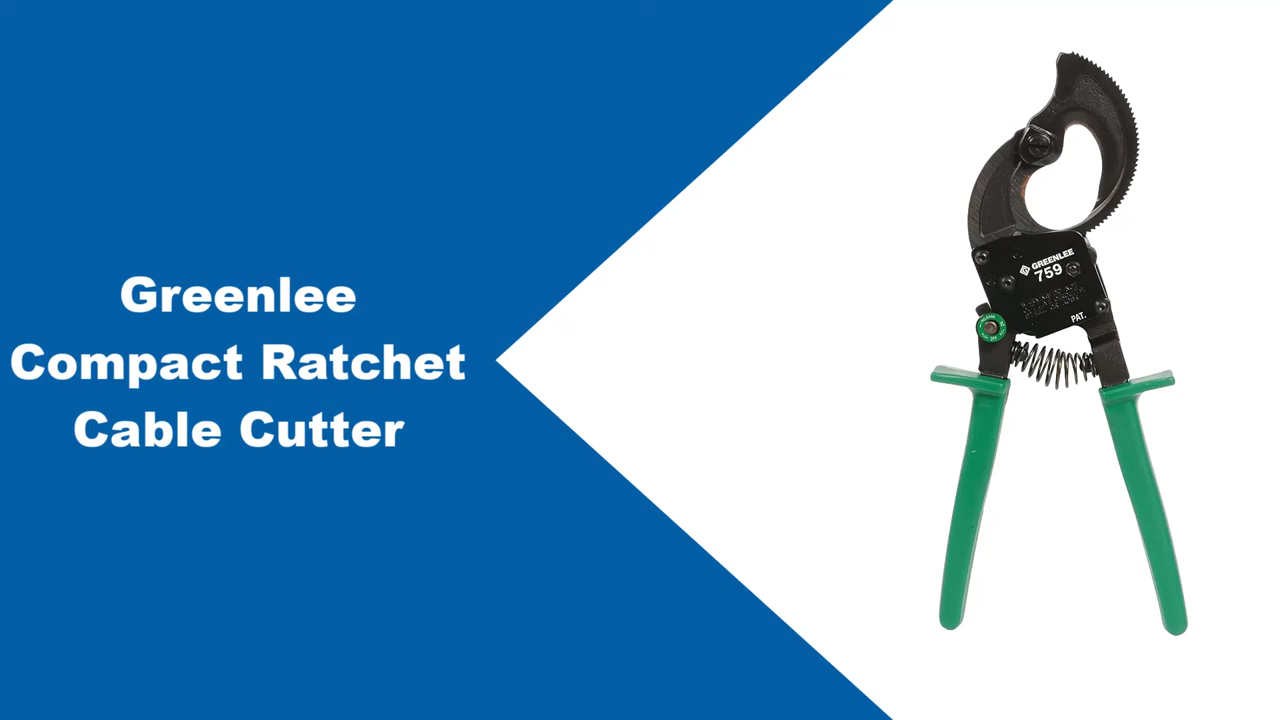 Greenlee
Compact Ratchet
Cable Cutter
GREENLEE
759
PAT.